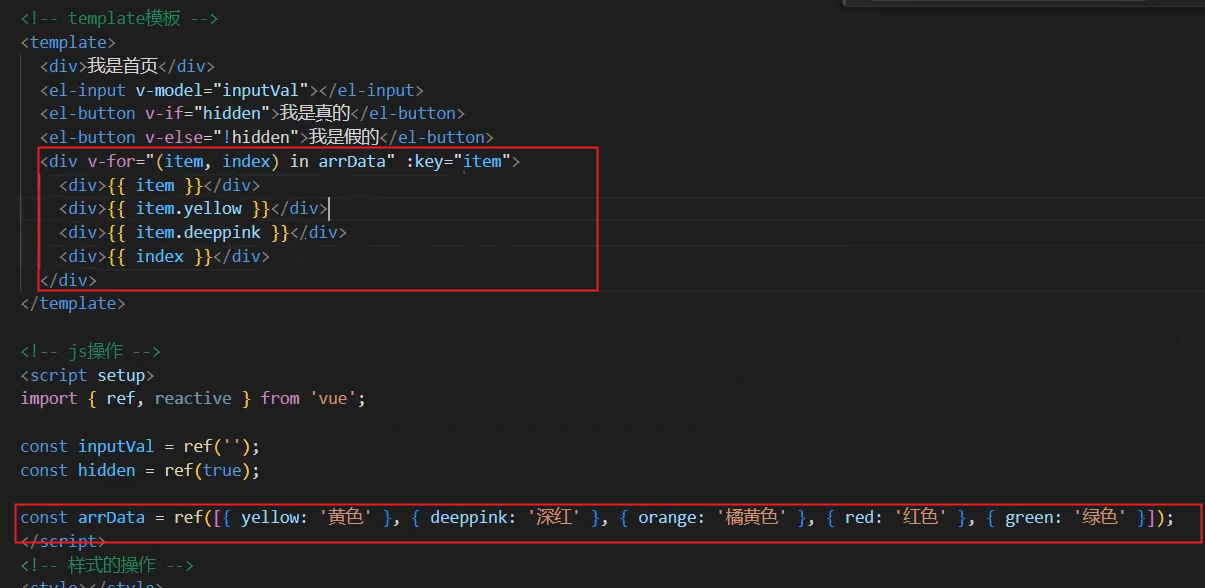 <!-- template模板 -->
<template>
<div>我是首页</div>
<el-input v-model="inputVal"></el-input>
<el-button v-if="hidden">我是真的</el-button>
<el-button v-else="!hidden">我是假的</el-button>
<div v-for="(item, index) in arrData" :key="item">
<div>{{ item }}</div>
<div>{{ item.yellow }}</div>
<div>{{ item.deeppink }}</div>
<div>{{ index }}</div>
</div>
</template>
<!-- js操作 -->
<script setup>
import { ref, reactive } from 'vue';
const inputVal = ref('');
const hidden = ref(true);
const arrData = ref([{ yellow: '黄色' }, { deeppink: '深红' }, { orange: '橘黄色' }, { red: '红色' }, { green: '绿色' }]);
</script>
<!-- 样式的操作 -->
<style></style>